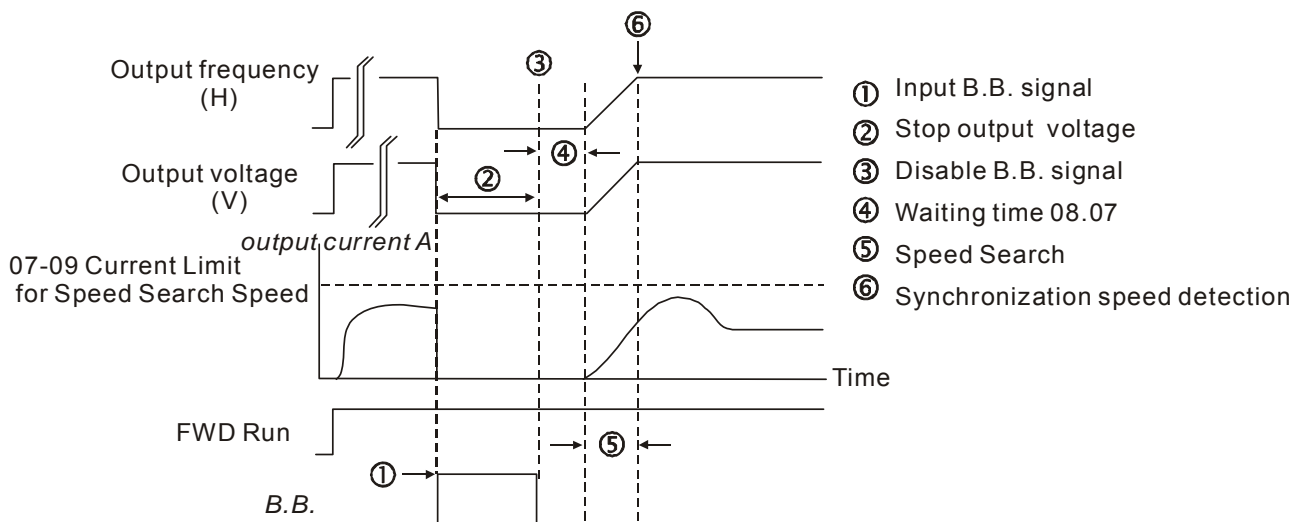 Output frequency
(H)
Output voltage
(V)
output current A
07-09 Current Limit
for Speed Search Speed
FWD Run
B.B.
Time
⑥
③
④
②
⑤
①
① Input B.B. signal
② Stop output voltage
③ Disable B.B. signal
④ Waiting time 08.07
⑤ Speed Search
⑥ Synchronization speed detection